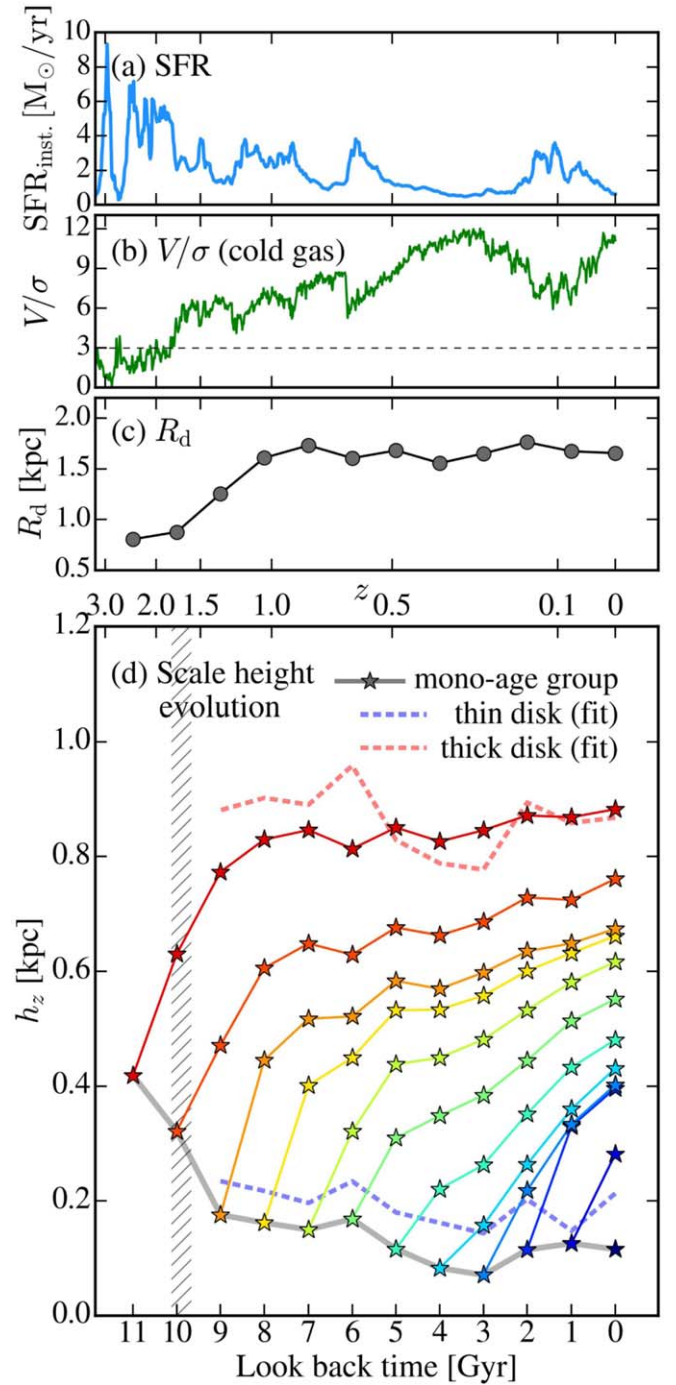 10
(a) SFR
8
6
4
2
0
SFR_inst. [M_⊙/yr]
12
(b) V/σ (cold gas)
9
6
3
0
V/σ
2.0
(c) R_d
1.5
1.0
0.5
R_d [kpc]
3.0 2.0 1.5 1.0 z 0.5 0.1 0
1.2
(d) Scale height
evolution
mono-age group
thin disk (fit)
thick disk (fit)
1.0
0.8
0.6
0.4
0.2
0.0
h_z [kpc]
11 10 9 8 7 6 5 4 3 2 1 0
Look back time [Gyr]